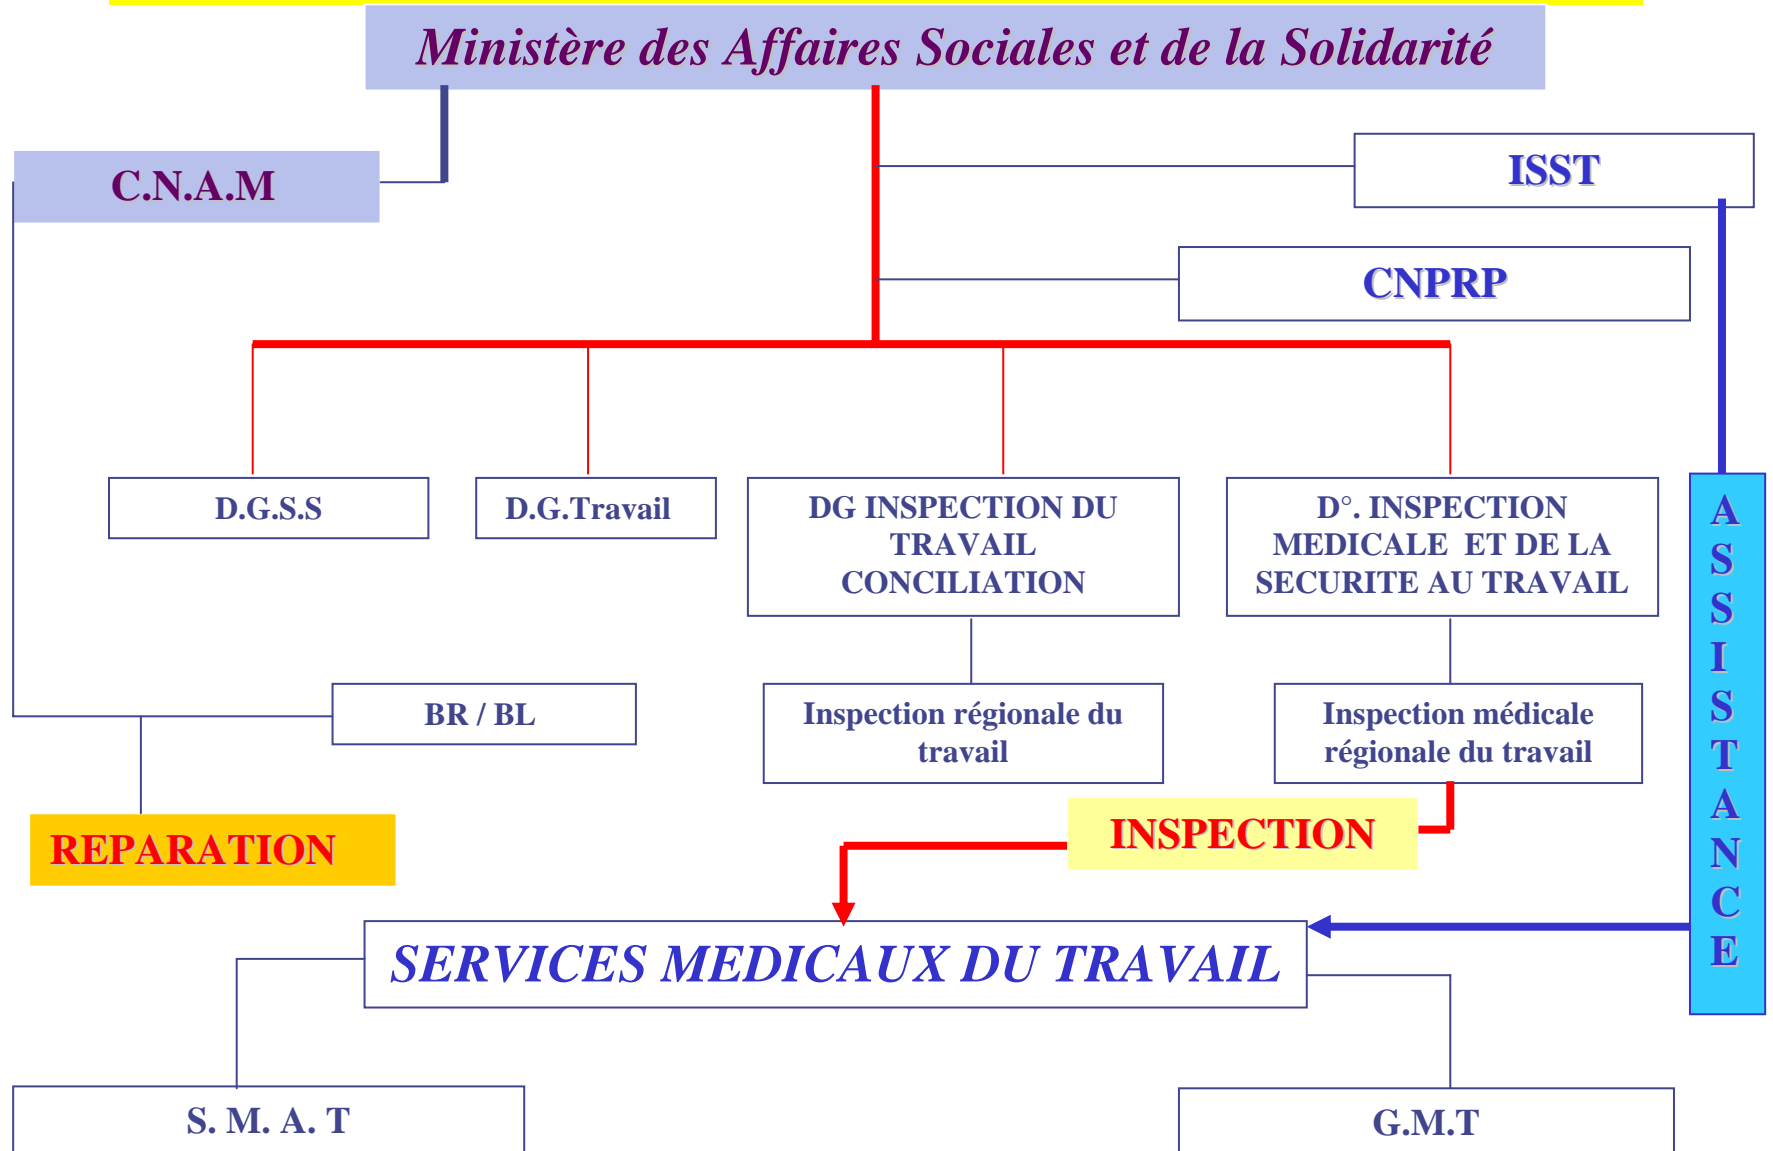 Ministère des Affaires Sociales et de la Solidarité
C.N.A.M
ISST
CNPRP
D.G.S.S
D.G.Travail
DG INSPECTION DU
TRAVAIL
CONCILIATION
D°. INSPECTION
MEDICALE ET DE LA
SECURITE AU TRAVAIL
ASSISTANCE
BR / BL
Inspection régionale du
travail
Inspection médicale
régionale du travail
REPARATION
INSPECTION
SERVICES MEDICAUX DU TRAVAIL
S. M. A. T
G.M.T